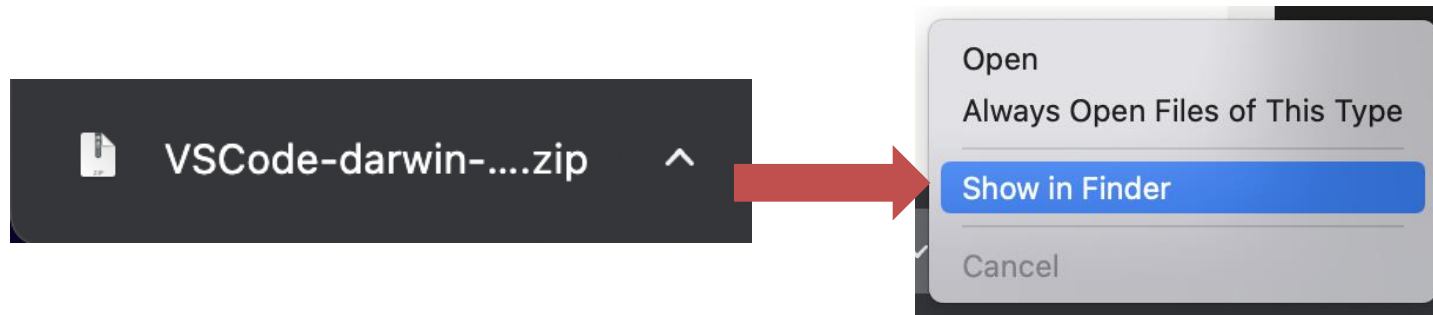 VSCode-darwin-....zip
Open
Always Open Files of This Type
Show in Finder
Cancel